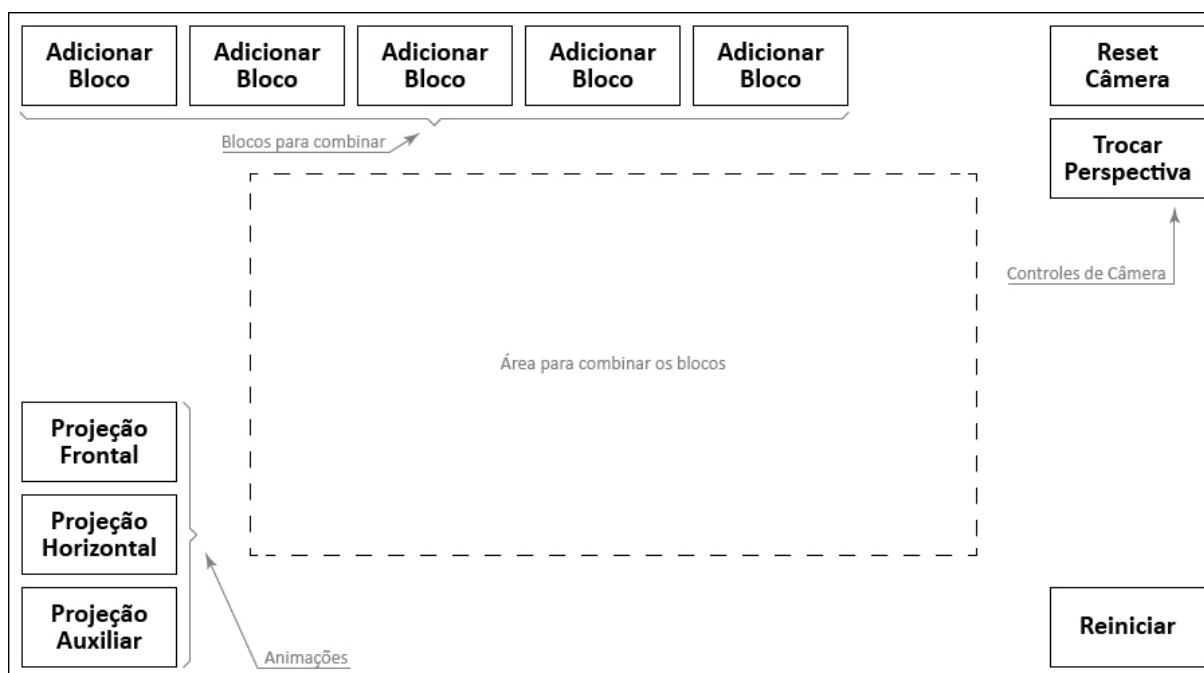 Adicionar
Bloco
Adicionar
Bloco
Adicionar
Bloco
Adicionar
Bloco
Adicionar
Bloco
Reset
Câmera
Blocos para combinar
Trocar
Perspectiva
Controles de Câmera
Área para combinar os blocos
Projeção
Frontal
Projeção
Horizontal
Projeção
Auxiliar
Animações
Reiniciar